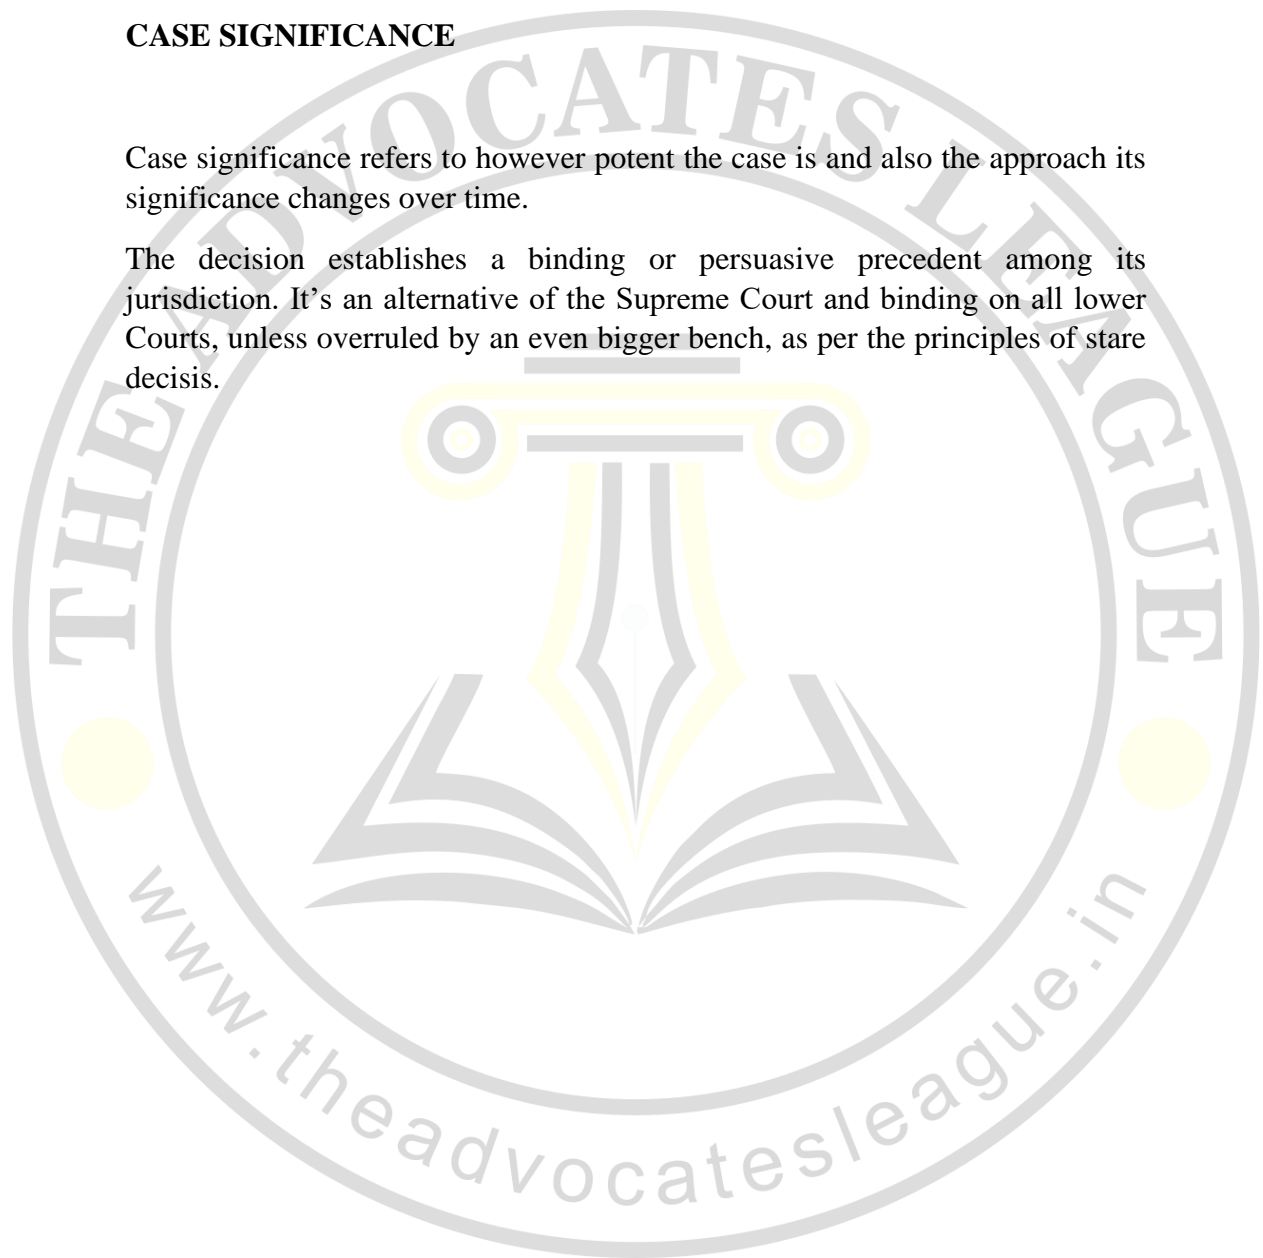 CASE SIGNIFICANCE
Case significance refers to however potent the case is and also the approach its
significance changes over time.
The decision establishes a binding or persuasive precedent among its
jurisdiction. It’s an alternative of the Supreme Court and binding on all lower
Courts, unless overruled by an even bigger bench, as per the principles of stare
decisis.
THE ADVOCATES LEAGUE
www.theadvocatesleague.in